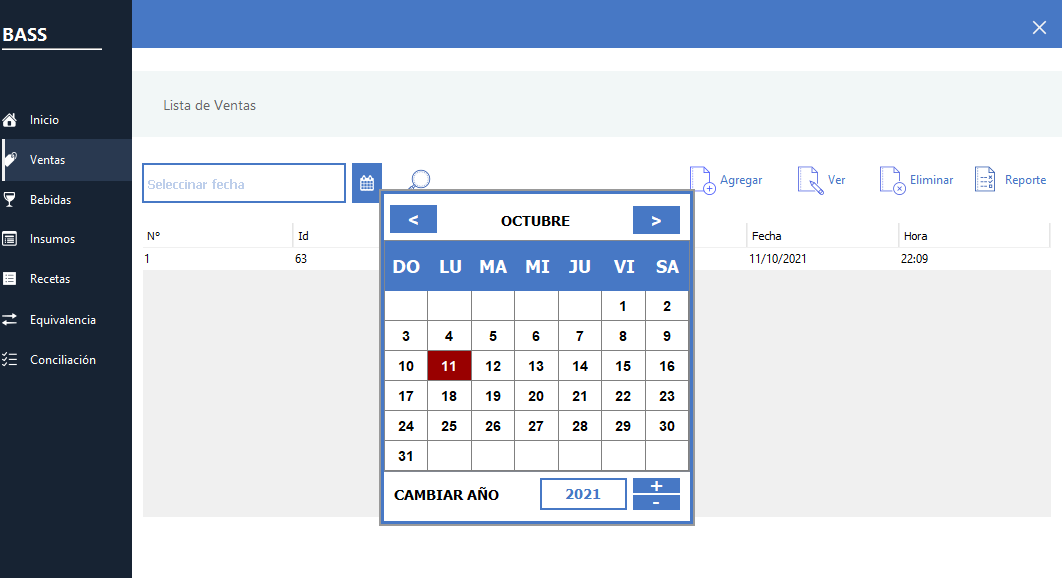 BASS
Inicio
Ventas
Bebidas
Insumos
Recetas
Equivalencia
Conciliación
Lista de Ventas
Seleccinar fecha
Agregar Ver Eliminar Reporte
Nº Id Fecha Hora
1 63 11/10/2021 22:09
< OCTUBRE >
DO LU MA MI JU VI SA
1 2
3 4 5 6 7 8 9
10 11 12 13 14 15 16
17 18 19 20 21 22 23
24 25 26 27 28 29 30
31
CAMBIAR AÑO 2021 + -